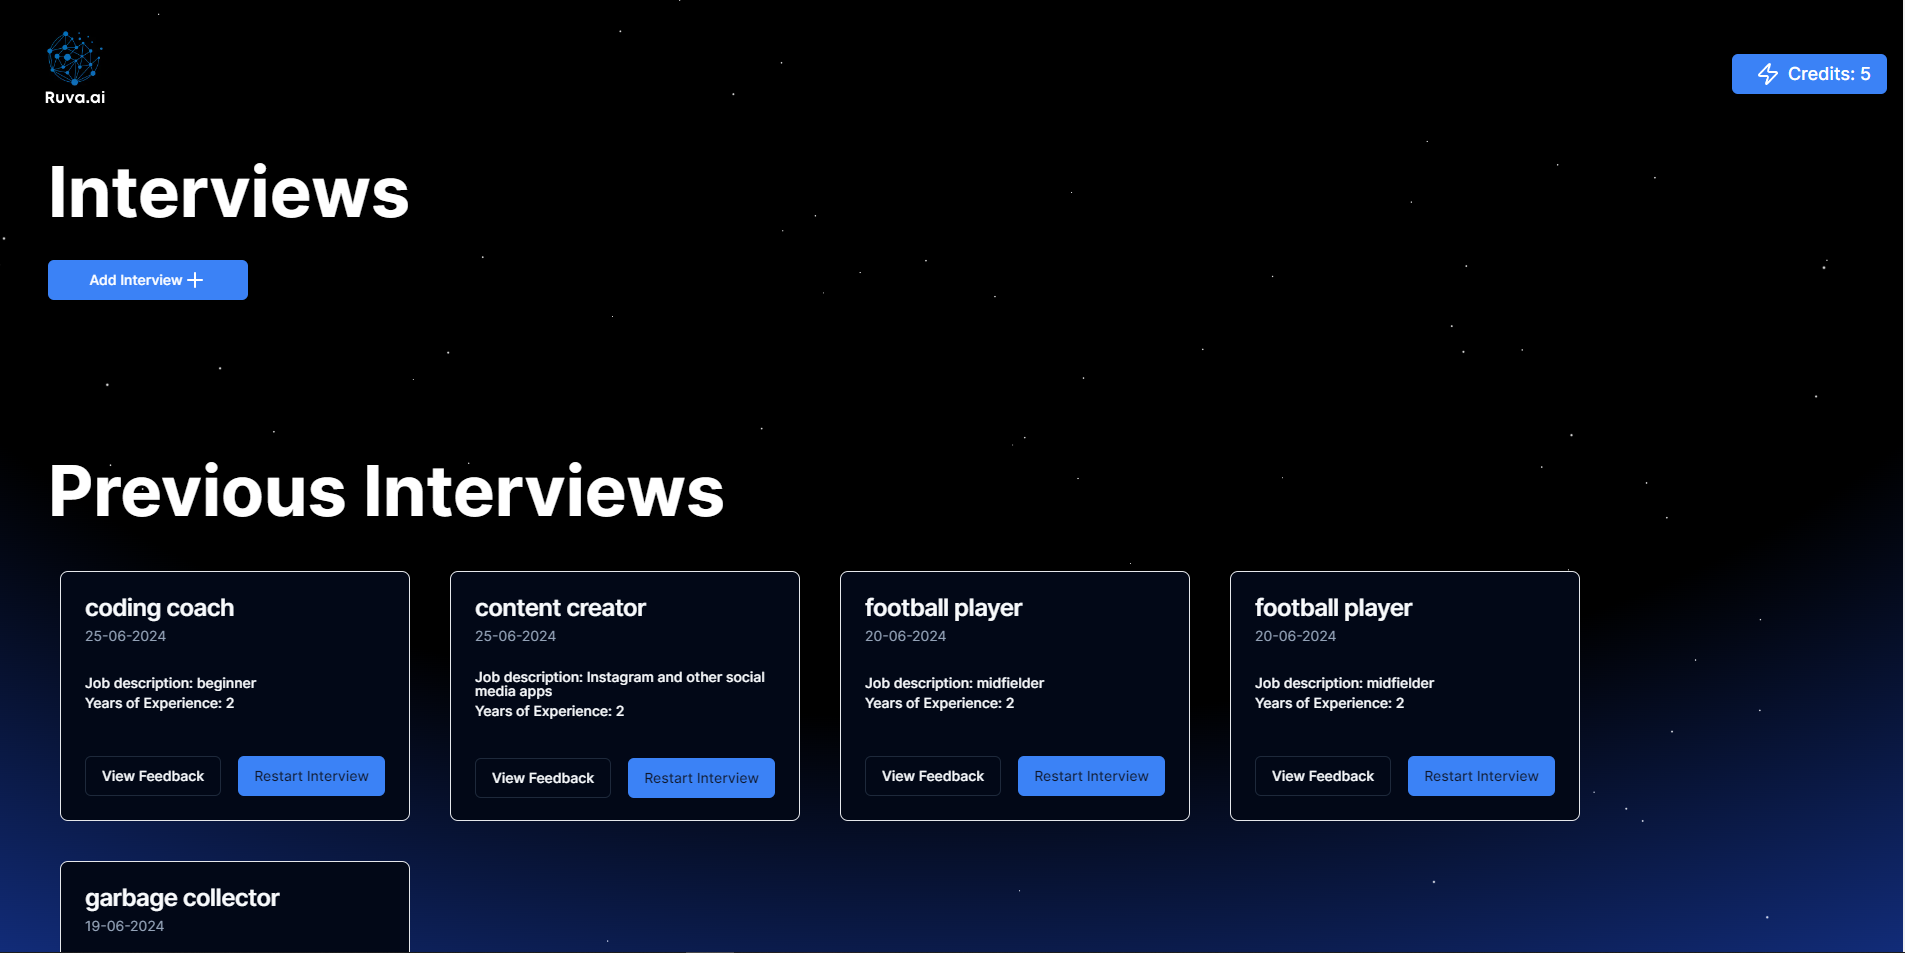 Ruva.ai
Credits: 5
Interviews
Add Interview
Previous Interviews
coding coach
25-06-2024
Job description: beginner
Years of Experience: 2
View Feedback
Restart Interview
content creator
25-06-2024
Job description: Instagram and other social
media apps
Years of Experience: 2
View Feedback
Restart Interview
football player
20-06-2024
Job description: midfielder
Years of Experience: 2
View Feedback
Restart Interview
football player
20-06-2024
Job description: midfielder
Years of Experience: 2
View Feedback
Restart Interview
garbage collector
19-06-2024